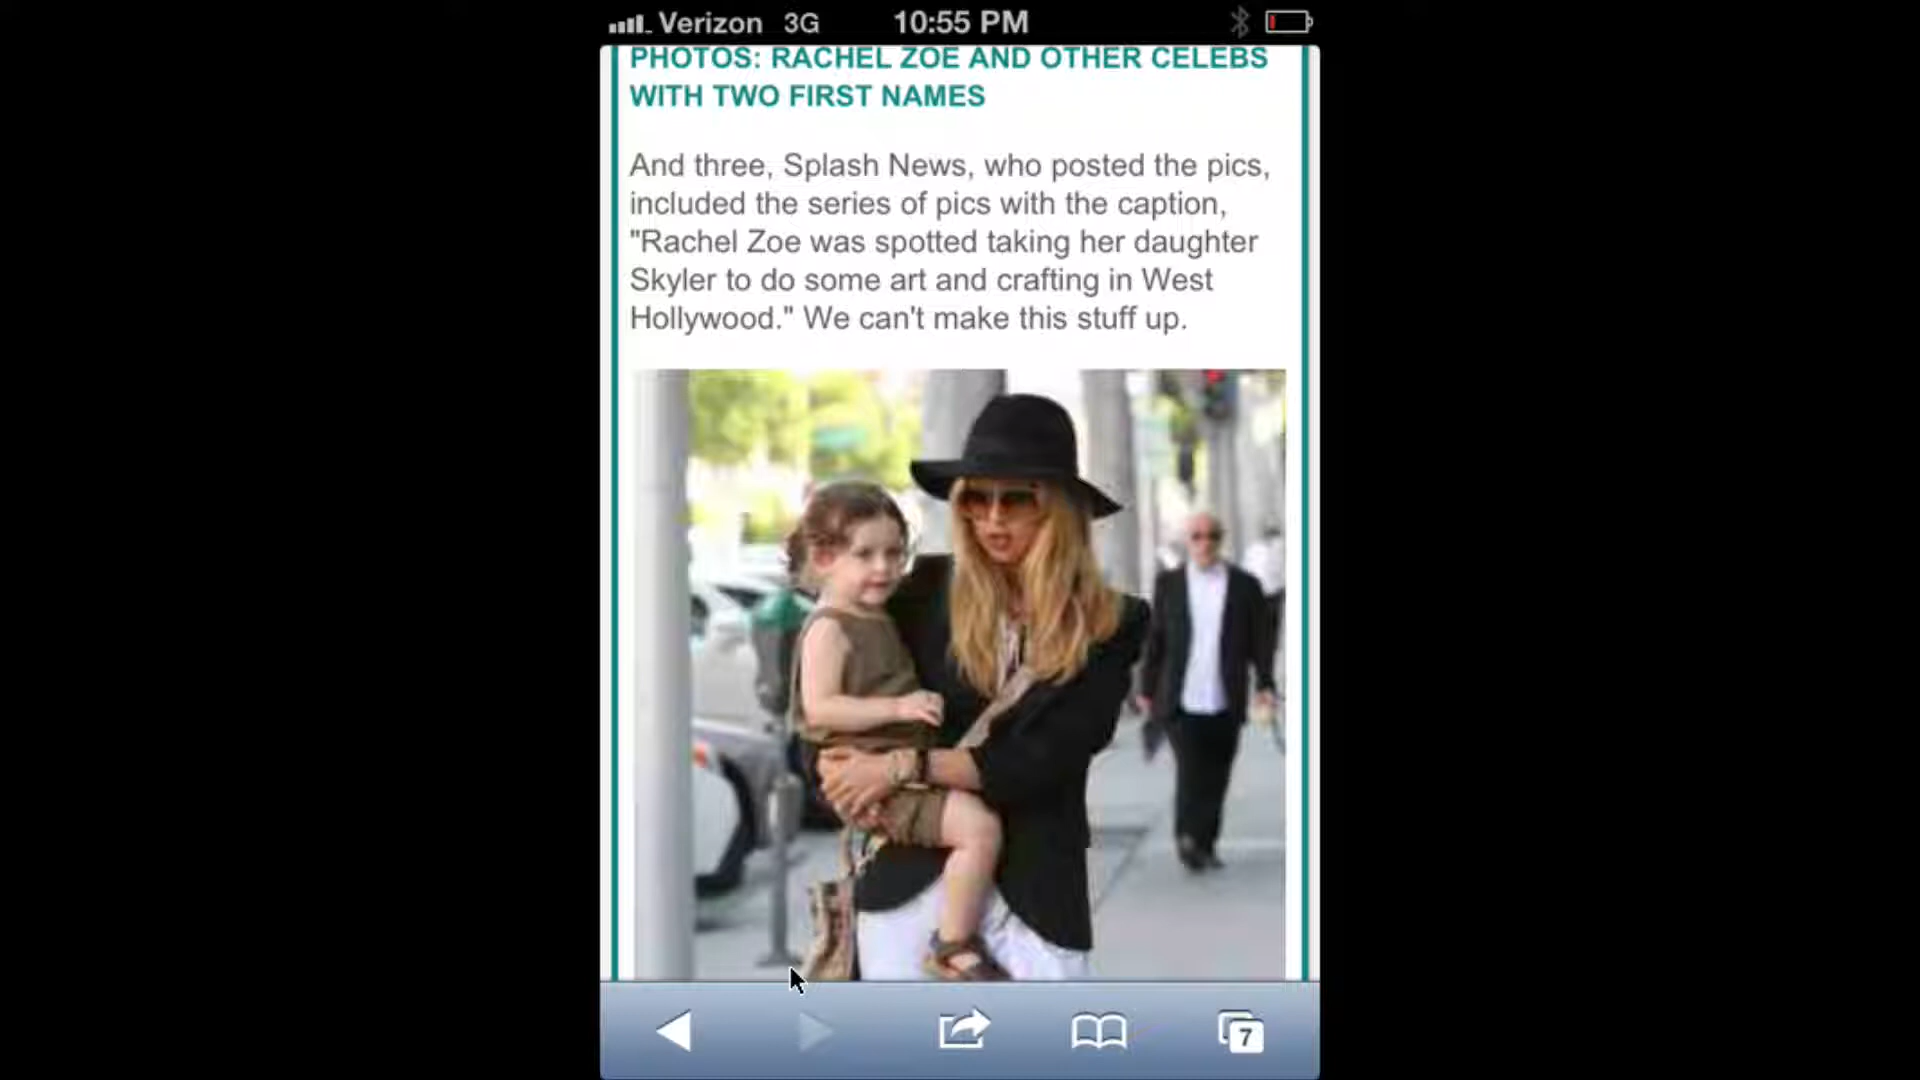 Verizon 3G 10:55 PM
PHOTOS: RACHEL ZOE AND OTHER CELEBS
WITH TWO FIRST NAMES
And three, Splash News, who posted the pics,
included the series of pics with the caption,
"Rachel Zoe was spotted taking her daughter
Skyler to do some art and crafting in West
Hollywood." We can't make this stuff up.
7